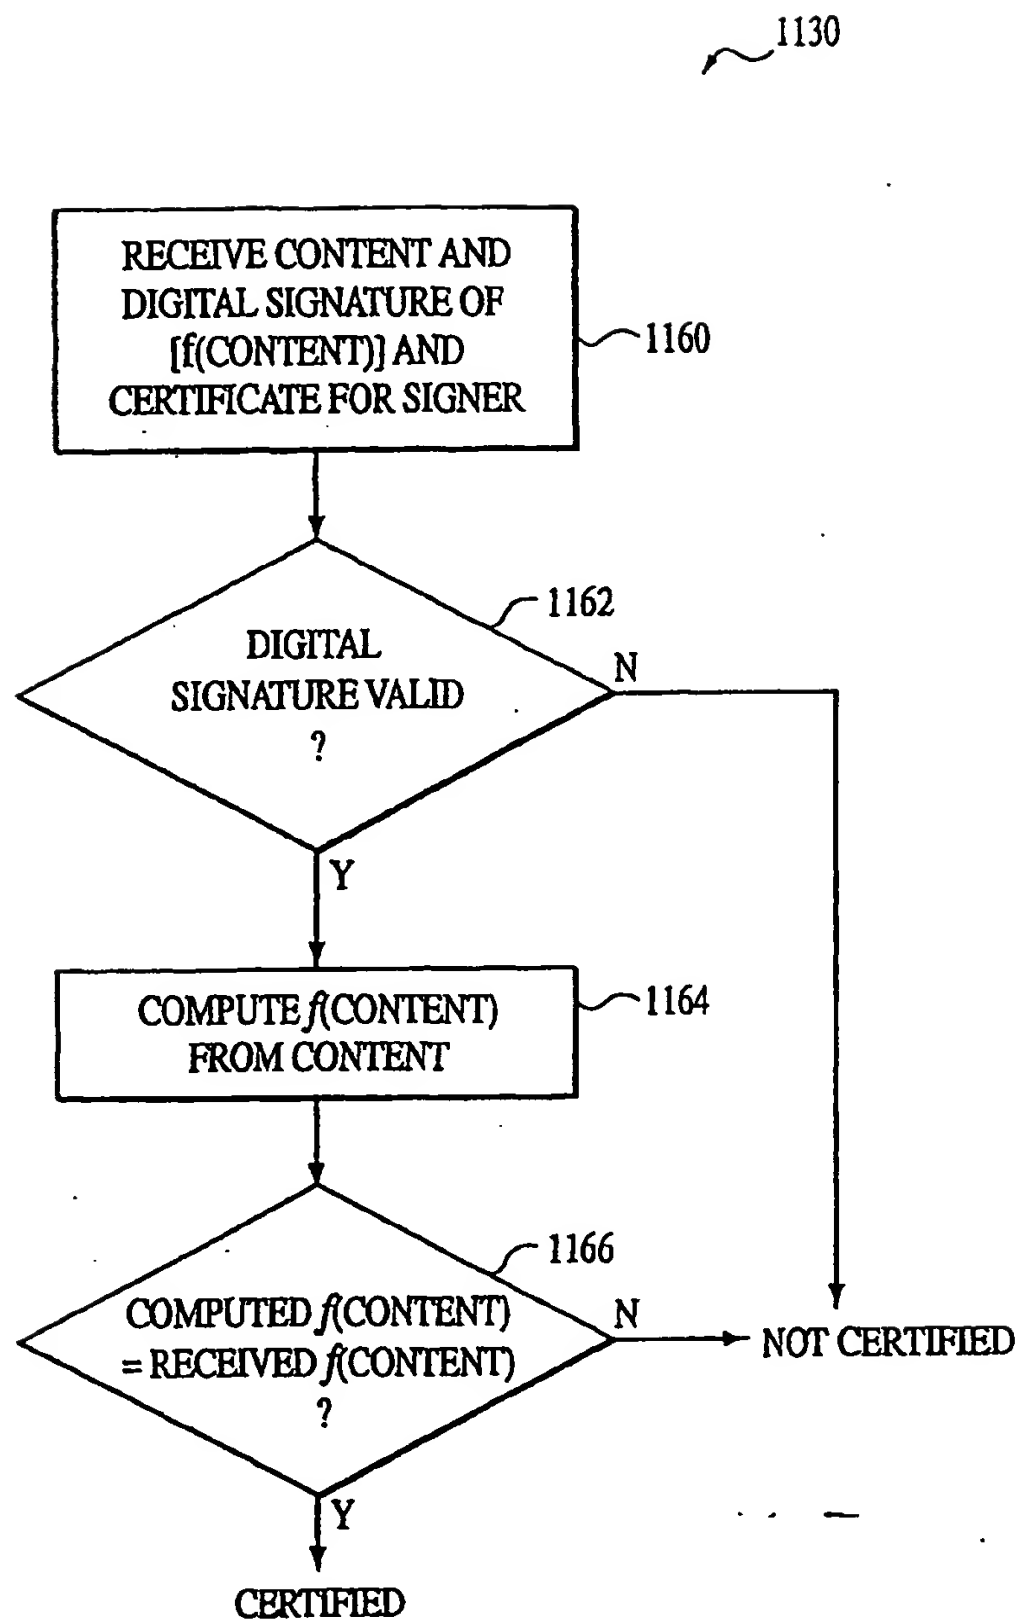 1130
RECEIVE CONTENT AND
DIGITAL SIGNATURE OF
[f(CONTENT)] AND
CERTIFICATE FOR SIGNER
1160
1162
DIGITAL
SIGNATURE VALID
?
N
Y
COMPUTE f(CONTENT)
FROM CONTENT
1164
1166
COMPUTED f(CONTENT)
= RECEIVED f(CONTENT)
?
N
NOT CERTIFIED
Y
CERTIFIED